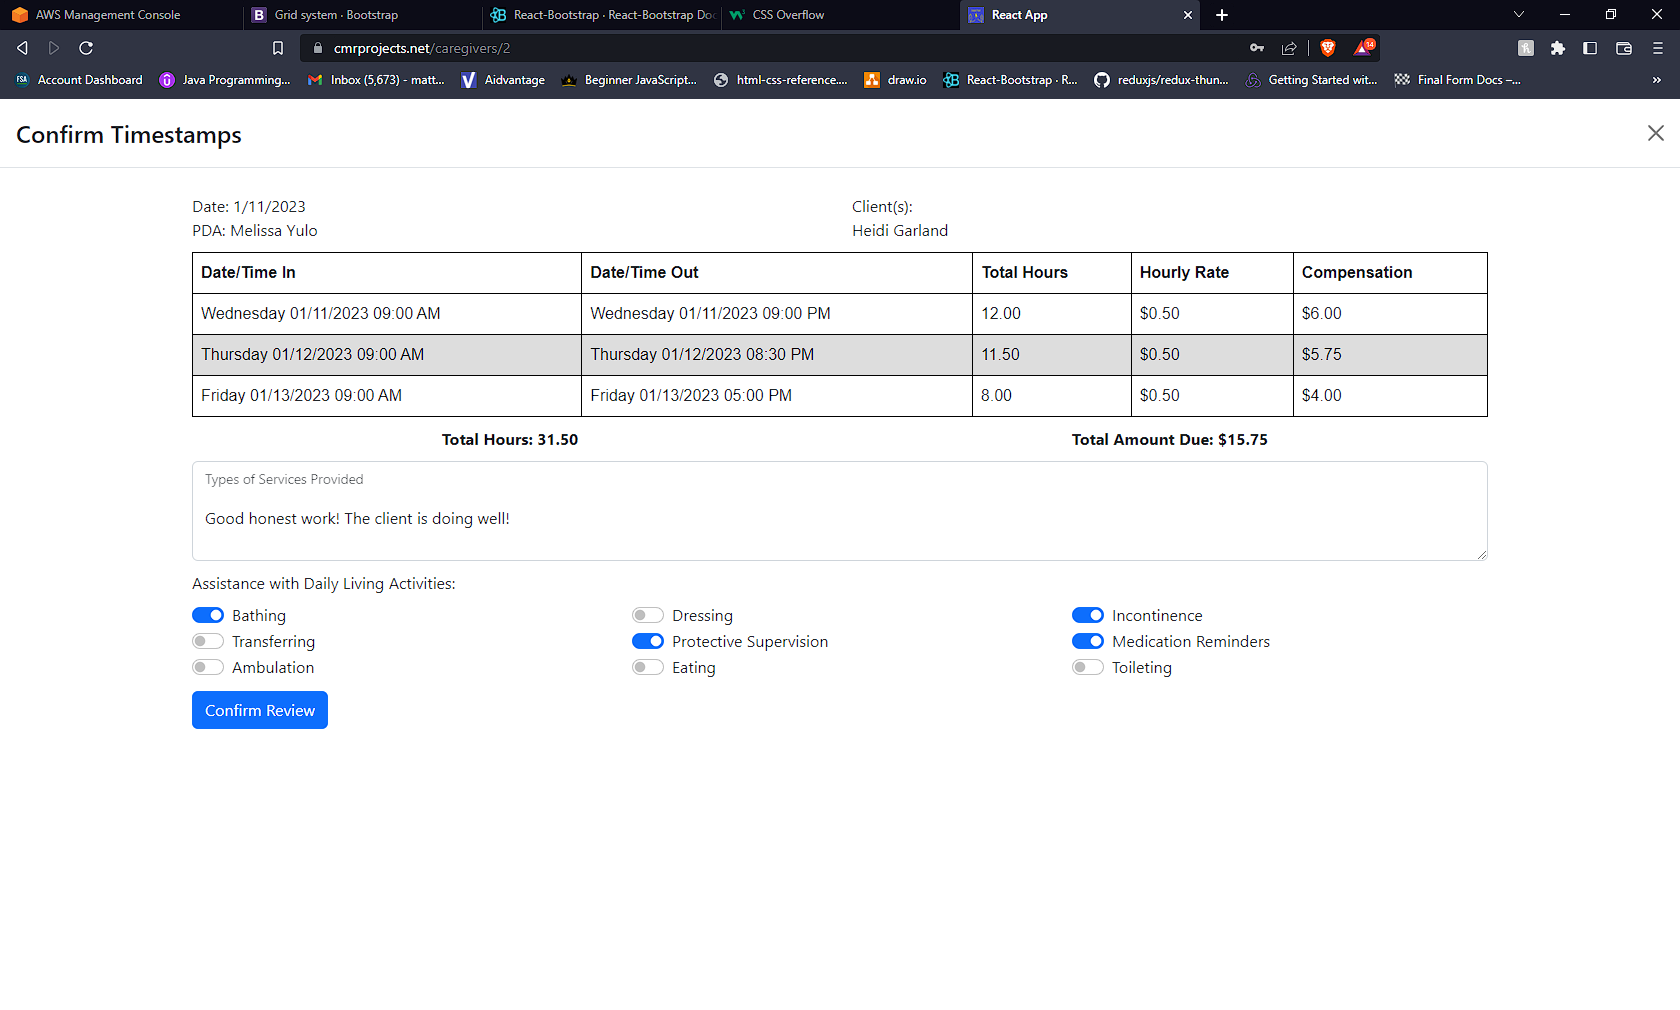 AWS Management Console
Grid system · Bootstrap
React-Bootstrap · React-Bootstrap Doc
CSS Overflow
React App
cmrprojects.net/caregivers/2
14
FSA Account Dashboard
Java Programming...
Inbox (5,673) - matt...
Aidvantage
Beginner JavaScript...
html-css-reference....
draw.io
React-Bootstrap · R...
reduxjs/redux-thun...
Getting Started wit...
Final Form Docs –...
»
Confirm Timestamps
Date: 1/11/2023
PDA: Melissa Yulo
Client(s):
Heidi Garland
Date/Time In Date/Time Out Total Hours Hourly Rate Compensation
Wednesday 01/11/2023 09:00 AM Wednesday 01/11/2023 09:00 PM 12.00 $0.50 $6.00
Thursday 01/12/2023 09:00 AM Thursday 01/12/2023 08:30 PM 11.50 $0.50 $5.75
Friday 01/13/2023 09:00 AM Friday 01/13/2023 05:00 PM 8.00 $0.50 $4.00
Total Hours: 31.50 Total Amount Due: $15.75
Types of Services Provided
Good honest work! The client is doing well!
Assistance with Daily Living Activities:
Bathing Dressing Incontinence
Transferring Protective Supervision Medication Reminders
Ambulation Eating Toileting
Confirm Review